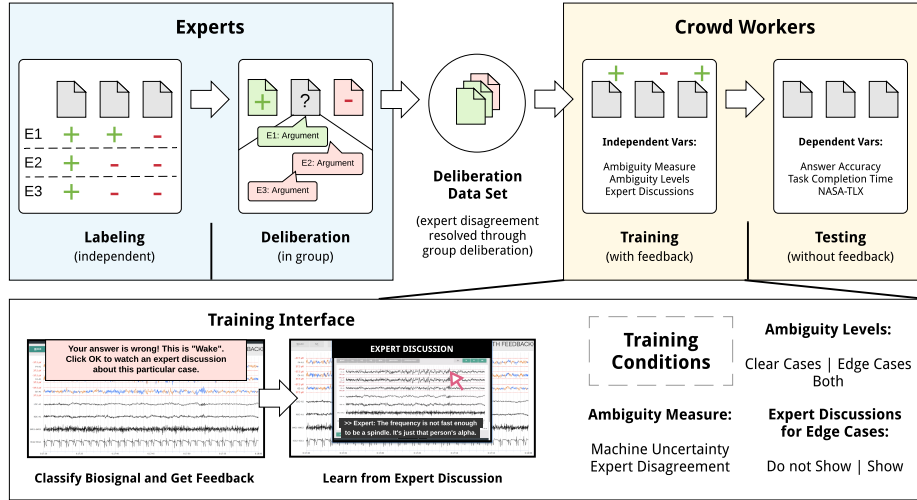 Experts
E1 + + -
E2 + - -
E3 + - -
Labeling
(independent)
+ ? -
E1: Argument
E2: Argument
E3: Argument
Deliberation
(in group)
Deliberation
Data Set
(expert disagreement
resolved through
group deliberation)
Crowd Workers
+ - +
Independent Vars:
Ambiguity Measure
Ambiguity Levels
Expert Discussions
Training
(with feedback)
Dependent Vars:
Answer Accuracy
Task Completion Time
NASA-TLX
Testing
(without feedback)
Training Interface
Your answer is wrong! This is "Wake".
Click OK to watch an expert discussion
about this particular case.
Classify Biosignal and Get Feedback
EXPERT DISCUSSION
TH FEEDBACK
>> Expert: The frequency is not fast enough
to be a spindle. It's just that person's alpha.
Learn from Expert Discussion
Training
Conditions
Ambiguity Levels:
Clear Cases | Edge Cases
Both
Ambiguity Measure:
Machine Uncertainty
Expert Disagreement
Expert Discussions
for Edge Cases:
Do not Show | Show